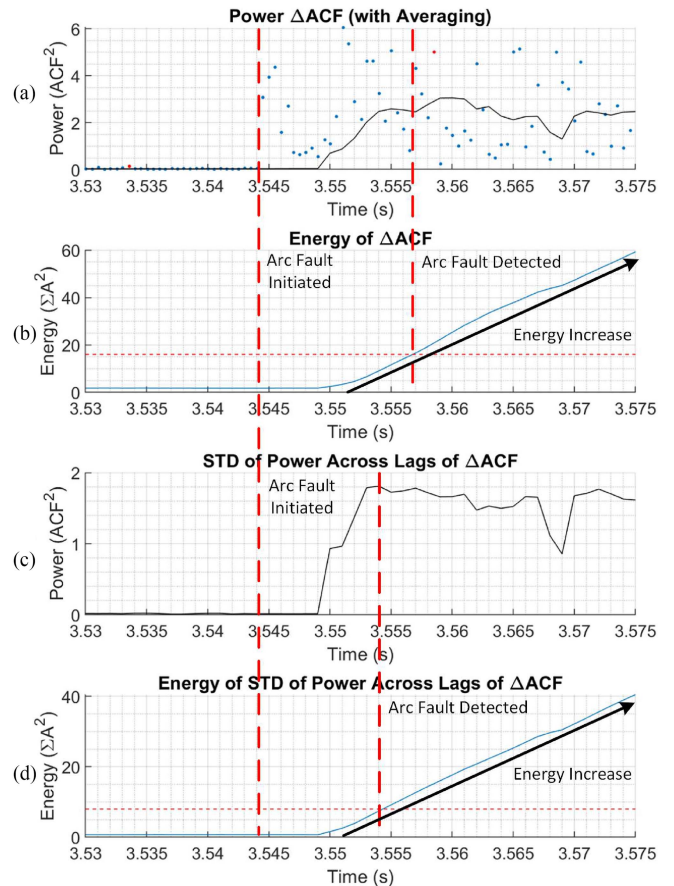 Power ΔACF (with Averaging)
(a)
Power (ACF²)
6
4
2
0
3.53 3.535 3.54 3.545 3.55 3.555 3.56 3.565 3.57 3.575
Time (s)
Energy of ΔACF
(b)
Energy (ΣA²)
60
40
20
0
Arc Fault
Initiated
Arc Fault Detected
Energy Increase
3.53 3.535 3.54 3.545 3.55 3.555 3.56 3.565 3.57 3.575
Time (s)
STD of Power Across Lags of ΔACF
(c)
Power (ACF²)
2
1
0
Arc Fault
Initiated
3.53 3.535 3.54 3.545 3.55 3.555 3.56 3.565 3.57 3.575
Time (s)
Energy of STD of Power Across Lags of ΔACF
(d)
Energy (ΣA²)
40
20
0
Arc Fault Detected
Energy Increase
3.53 3.535 3.54 3.545 3.55 3.555 3.56 3.565 3.57 3.575
Time (s)